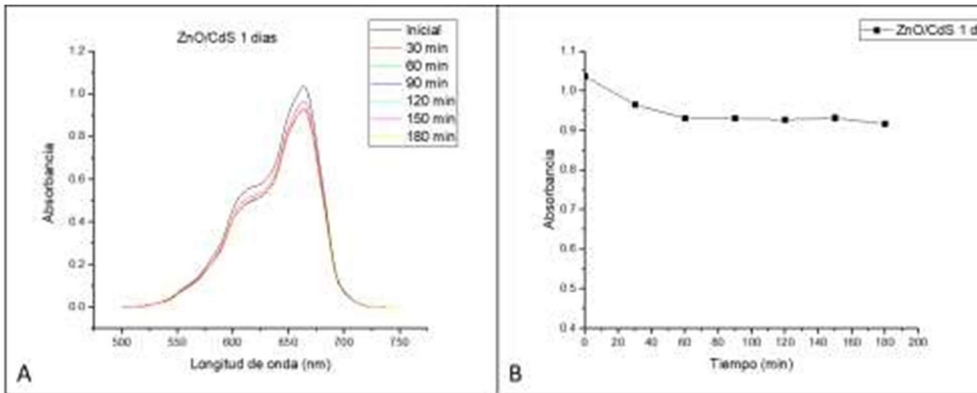 ZnO/CdS 1 dias
Inicial
30 min
60 min
90 min
120 min
150 min
180 min
Absorbancia
1.2
1.0
0.8
0.6
0.4
0.2
0.0
500 550 600 650 700 750
Longitud de onda (nm)
A
ZnO/CdS 1 d
Absorbancia
1.1
1.0
0.9
0.8
0.7
0.6
0.5
0.4
0 20 40 60 80 100 120 140 160 180 200
Tiempo (min)
B